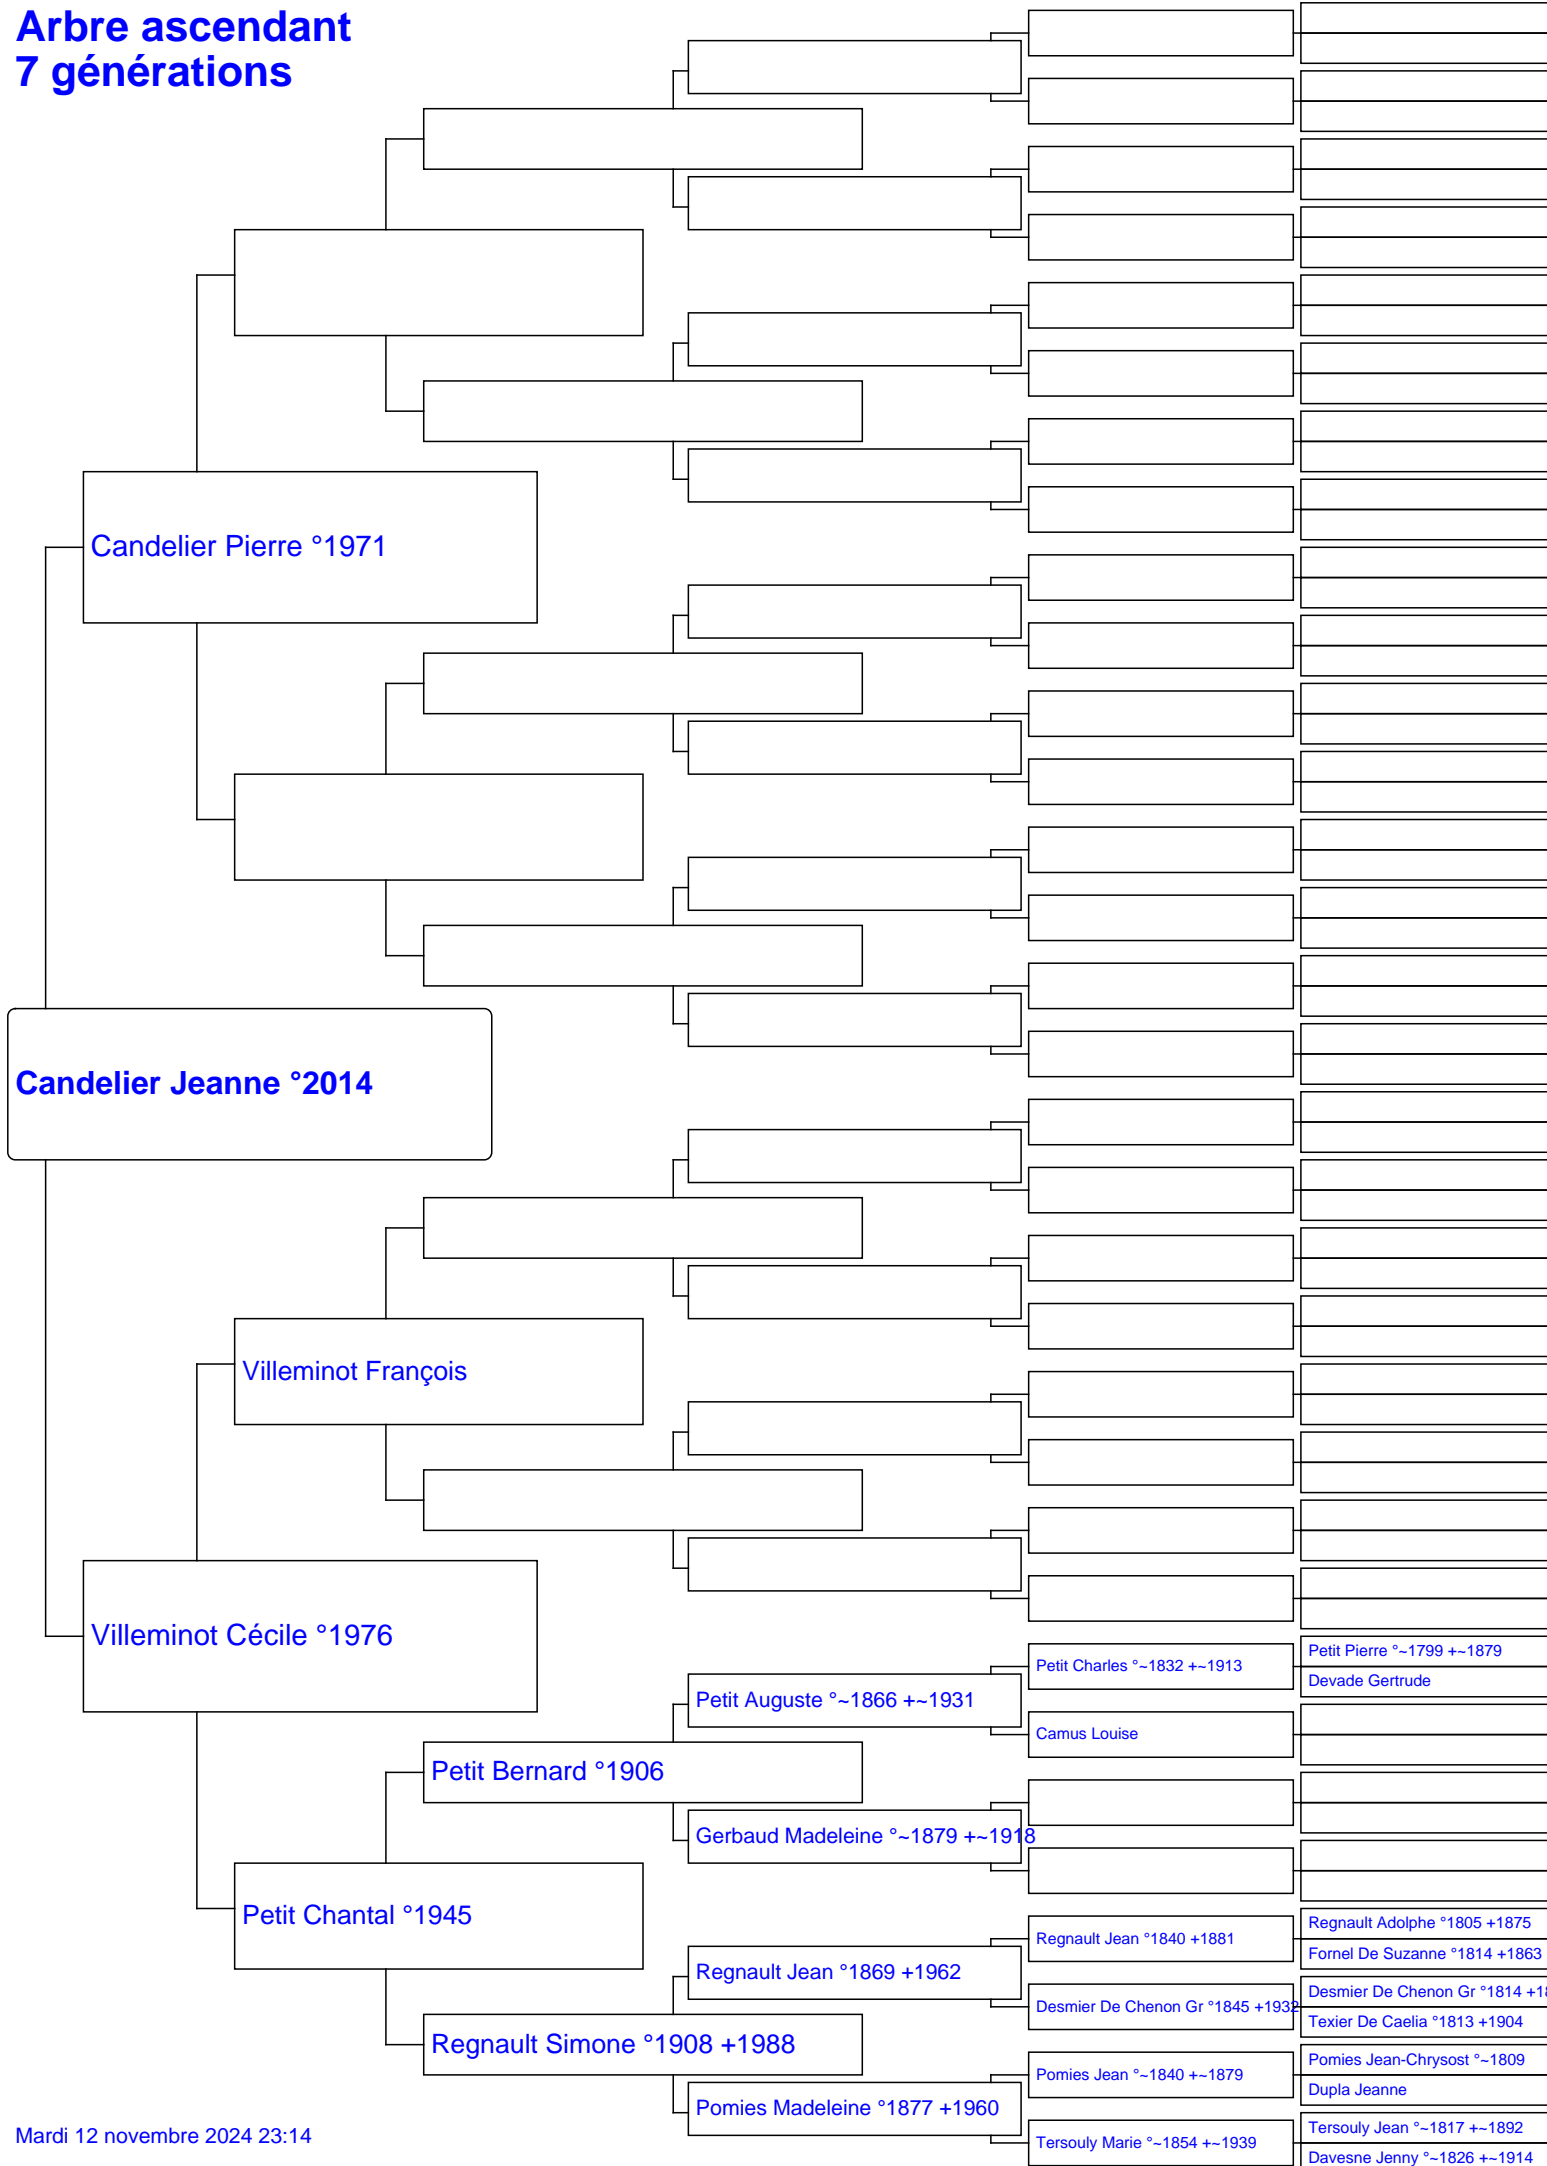 Arbre ascendant
7 générations
Candelier Pierre °1971
Candelier Jeanne °2014
Villeminot François
Villeminot Cécile °1976
Petit Pierre °~1799 +~1879
Petit Charles °~1832 +~1913
Devade Gertrude
Petit Auguste °~1866 +~1931
Camus Louise
Petit Bernard °1906
Gerbaud Madeleine °~1879 +~1918
Petit Chantal °1945
Regnault Adolphe °1805 +1875
Regnault Jean °1840 +1881
Fornel De Suzanne °1814 +1863
Regnault Jean °1869 +1962
Desmier De Chenon Gr °1814
Desmier De Chenon Gr °1845 +1932
Texier De Caelia °1813 +1904
Regnault Simone °1908 +1988
Pomies Jean-Chrysost °~1809
Pomies Jean °~1840 +~1879
Dupla Jeanne
Pomies Madeleine °1877 +1960
Tersouly Jean °~1817 +~1892
Tersouly Marie °~1854 +~1939
Davesne Jenny °~1826 +~1914
Mardi 12 novembre 2024 23:14